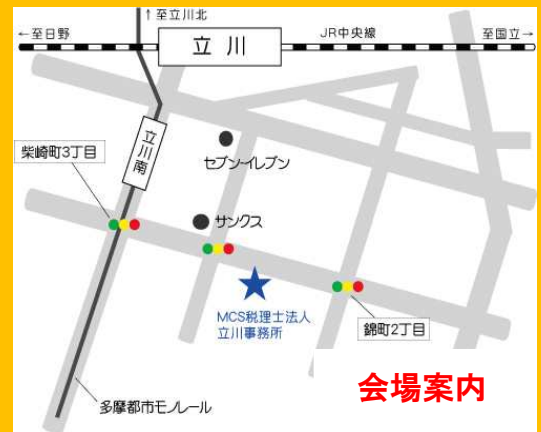 ↑至立川北
←至日野
立川
JR中央線
至国立→
柴崎町3丁目
立川南
セブン-イレブン
サンクス
MCS税理士法人
立川事務所
錦町2丁目
会場案内
多摩都市モノレール